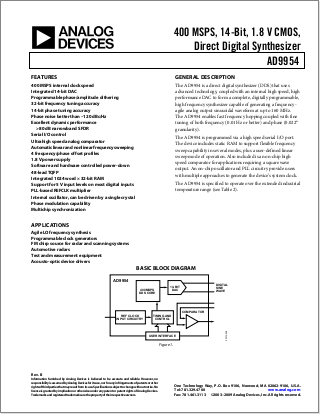 ANALOG
DEVICES
400 MSPS, 14-Bit, 1.8 V CMOS,
Direct Digital Synthesizer
AD9954
FEATURES
400 MSPS internal clock speed
Integrated 14-bit DAC
Programmable phase/amplitude dithering
32-bit frequency tuning accuracy
14-bit phase tuning accuracy
Phase noise better than −120 dBc/Hz
Excellent dynamic performance
>80 dB narrowband SFDR
Serial I/O control
Ultrahigh speed analog comparator
Automatic linear and nonlinear frequency sweeping
4 frequency/phase offset profiles
1.8 V power supply
Software and hardware controlled power-down
48-lead TQFP
Integrated 1024 word × 32-bit RAM
Support for 5 V input levels on most digital inputs
PLL-based REFCLK multiplier
Internal oscillator, can be driven by a single crystal
Phase modulation capability
Multichip synchronization
APPLICATIONS
Agile LO frequency synthesis
Programmable clock generators
FM chirp source for radar and scanning systems
Automotive radars
Test and measurement equipment
Acousto-optic device drivers
GENERAL DESCRIPTION
The AD9954 is a direct digital synthesizer (DDS) that uses
advanced technology, coupled with an internal high speed, high
performance DAC to form a complete, digitally programmable,
high frequency synthesizer capable of generating a frequency-
agile analog output sinusoidal waveform at up to 160 MHz.
The AD9954 enables fast frequency hopping coupled with fine
tuning of both frequency (0.01 Hz or better) and phase (0.022°
granularity).
The AD9954 is programmed via a high speed serial I/O port.
The device includes static RAM to support flexible frequency
sweep capability in several modes, plus a user-defined linear
sweep mode of operation. Also included is an on-chip high
speed comparator for applications requiring a square wave
output. An on-chip oscillator and PLL circuitry provide users
with multiple approaches to generate the device's system clock.
The AD9954 is specified to operate over the extended industrial
temperature range (see Table 2).
BASIC BLOCK DIAGRAM
AD9954
400 MSPS
DDS CORE
14-BIT
DAC
REF CLOCK
INPUT CIRCUITRY
TIMING AND
CONTROL
COMPARATOR
USER INTERFACE
Figure 1.
Rev. B
Information furnished by Analog Devices is believed to be accurate and reliable. However, no
responsibility is assumed by Analog Devices for its use, nor for any infringements of patents or other
rights of third parties that may result from its use. Specifications subject to change without notice. No
license is granted by implication or otherwise under any patent or patent rights of Analog Devices.
Trademarks and registered trademarks are the property of their respective owners.
One Technology Way, P.O. Box 9106, Norwood, MA 02062-9106, U.S.A.
Tel: 781.329.4700 www.analog.com
Fax: 781.461.3113 ©2003–2009 Analog Devices, Inc. All rights reserved.